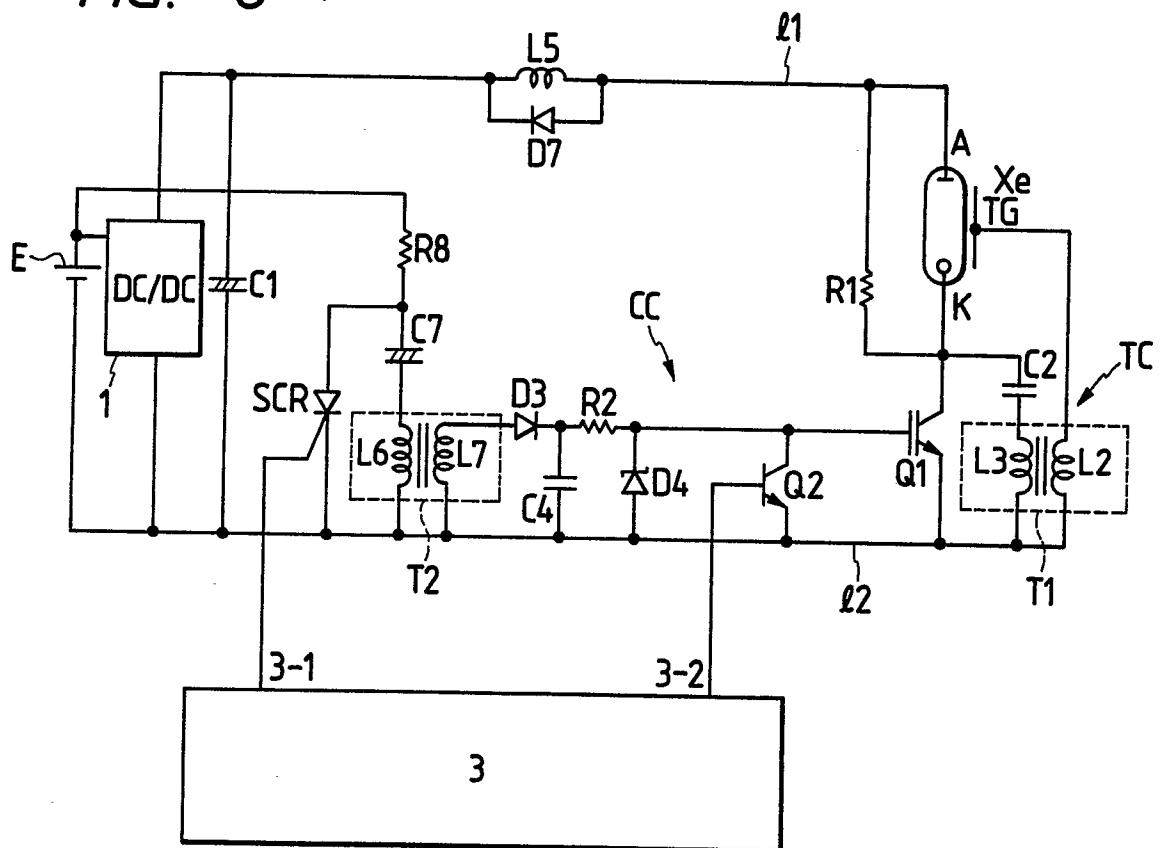 FIG.
L5
ℓ1
D7
A
Xe
TG
E
DC/DC
C1
R8
R1
K
CC
C7
C2
TC
1
SCR
D3
R2
L6
L7
C4
D4
Q2
Q1
L3
L2
T2
ℓ2
T1
3-1
3-2
3